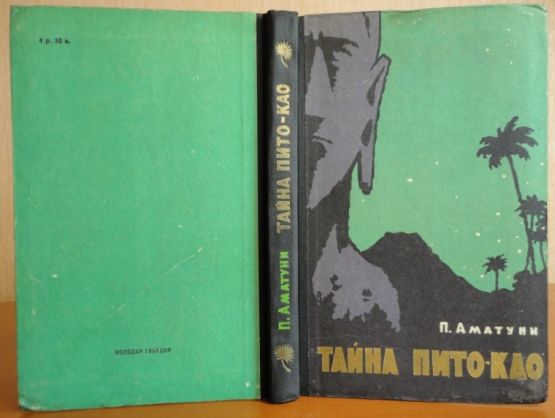 4 р. 50 к.
МОЛОДАЯ ГВАРДИЯ
П. АМАТУНИ ТАЙНА ПИТО-КАО
П. АМАТУНИ
ТАЙНА ПИТО-КАО